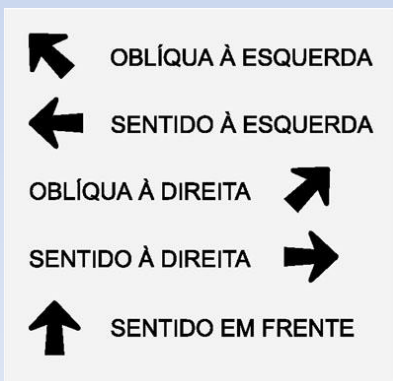 OBLÍQUA À ESQUERDA
SENTIDO À ESQUERDA
OBLÍQUA À DIREITA
SENTIDO À DIREITA
SENTIDO EM FRENTE